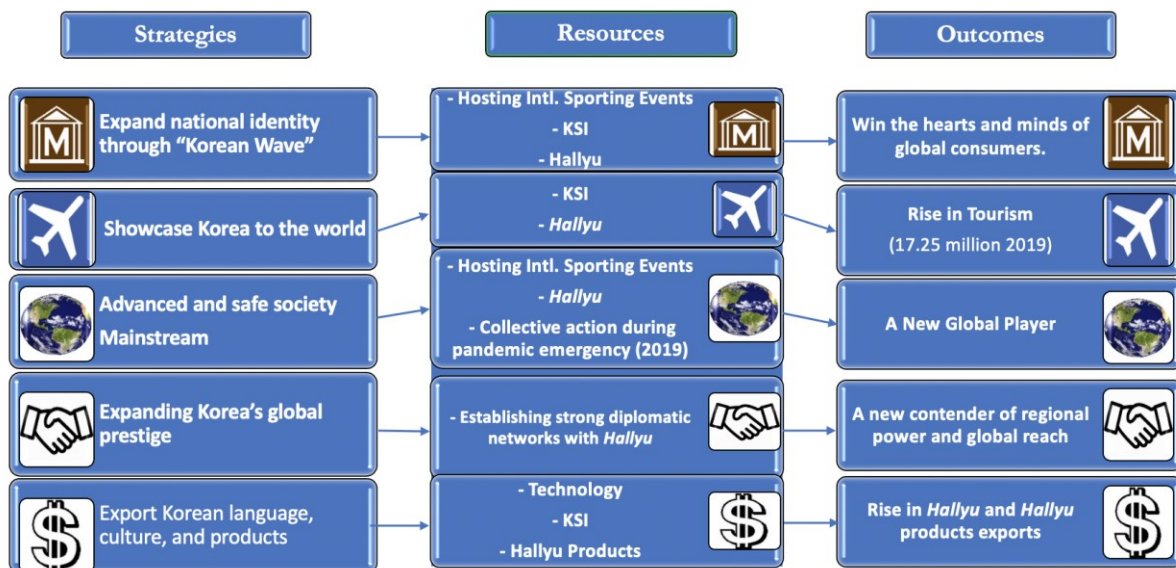 Strategies
Resources
Outcomes
M
Expand national identity
through “Korean Wave”
- Hosting Intl. Sporting Events
- KSI
- Hallyu
M
Win the hearts and minds of
global consumers.
M
Showcase Korea to the world
- KSI
- Hallyu
Rise in Tourism
(17.25 million 2019)
Advanced and safe society
Mainstream
- Hosting Intl. Sporting Events
- Hallyu
- Collective action during
pandemic emergency (2019)
A New Global Player
Expanding Korea’s global
prestige
- Establishing strong diplomatic
networks with Hallyu
A new contender of regional
power and global reach
$
Export Korean language,
culture, and products
- Technology
- KSI
- Hallyu Products
$
Rise in Hallyu and Hallyu
products exports
$